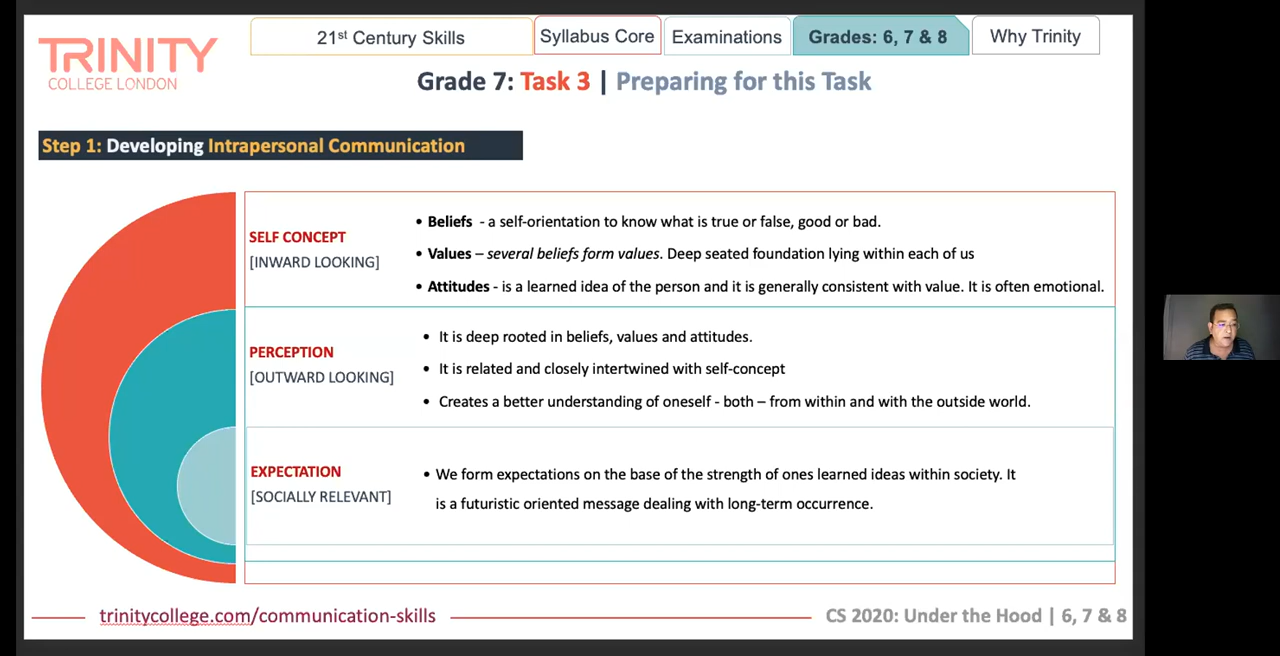 TRINITY
COLLEGE LONDON
21st Century Skills
Syllabus Core
Examinations
Grades: 6, 7 & 8
Why Trinity
Grade 7: Task 3 | Preparing for this Task
Step 1: Developing Intrapersonal Communication
SELF CONCEPT
[INWARD LOOKING]
• Beliefs - a self-orientation to know what is true or false, good or bad.
• Values – several beliefs form values. Deep seated foundation lying within each of us
• Attitudes - is a learned idea of the person and it is generally consistent with value. It is often emotional.
PERCEPTION
[OUTWARD LOOKING]
• It is deep rooted in beliefs, values and attitudes.
• It is related and closely intertwined with self-concept
• Creates a better understanding of oneself - both – from within and with the outside world.
EXPECTATION
[SOCIALLY RELEVANT]
• We form expectations on the base of the strength of ones learned ideas within society. It
is a futuristic oriented message dealing with long-term occurrence.
trinitycollege.com/communication-skills
CS 2020: Under the Hood | 6, 7 & 8